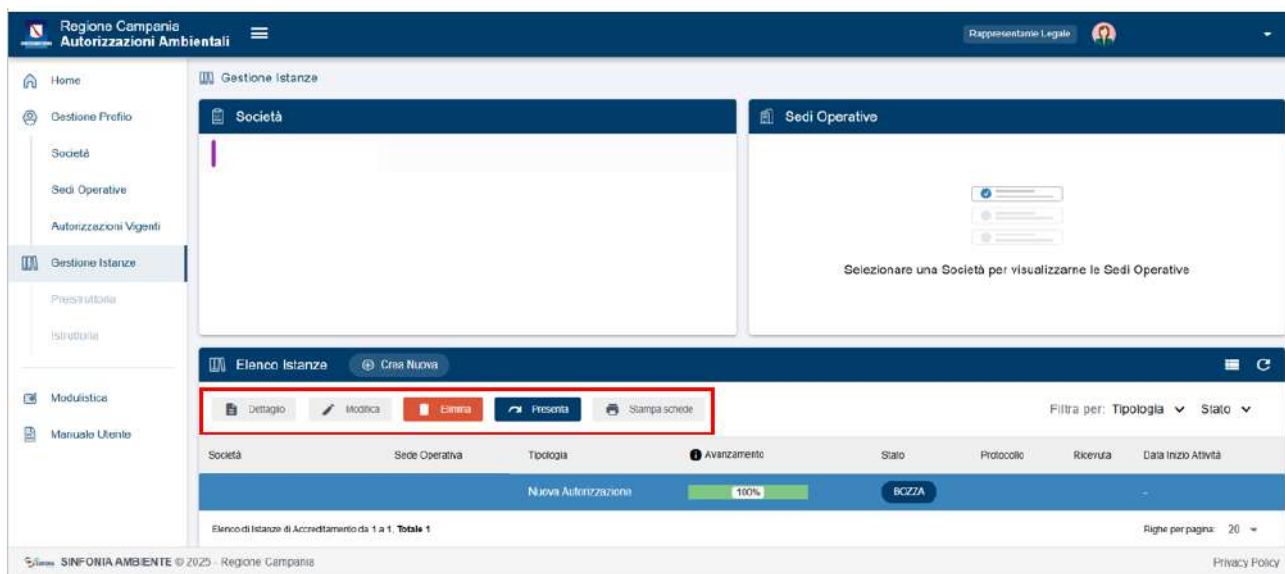 Regione Campania
Autorizzazioni Ambientali
Rappresentante Legale
Home
Gestione Profilo
Società
Sedi Operative
Autorizzazioni Vigenti
Gestione Istanze
Preistruttoria
Istruttoria
Modulistica
Manuale Utente
Gestione Istanze
Società
Sedi Operative
Selezionare una Società per visualizzarne le Sedi Operative
Elenco Istanze Crea Nuova
Dettaglio Modifica Elimina Presenta Stampa schede Filtra per: Tipologia Stato
Società Sede Operativa Tipologia Avanzamento Stato Protocollo Ricevuta Data Inizio Attività
Nuova Autorizzazione 100% BOZZA -
Elenco di Istanze di Accreditamento da 1 a 1, Totale 1 Righe per pagina: 20
SINFONIA AMBIENTE © 2025 - Regione Campania Privacy Policy